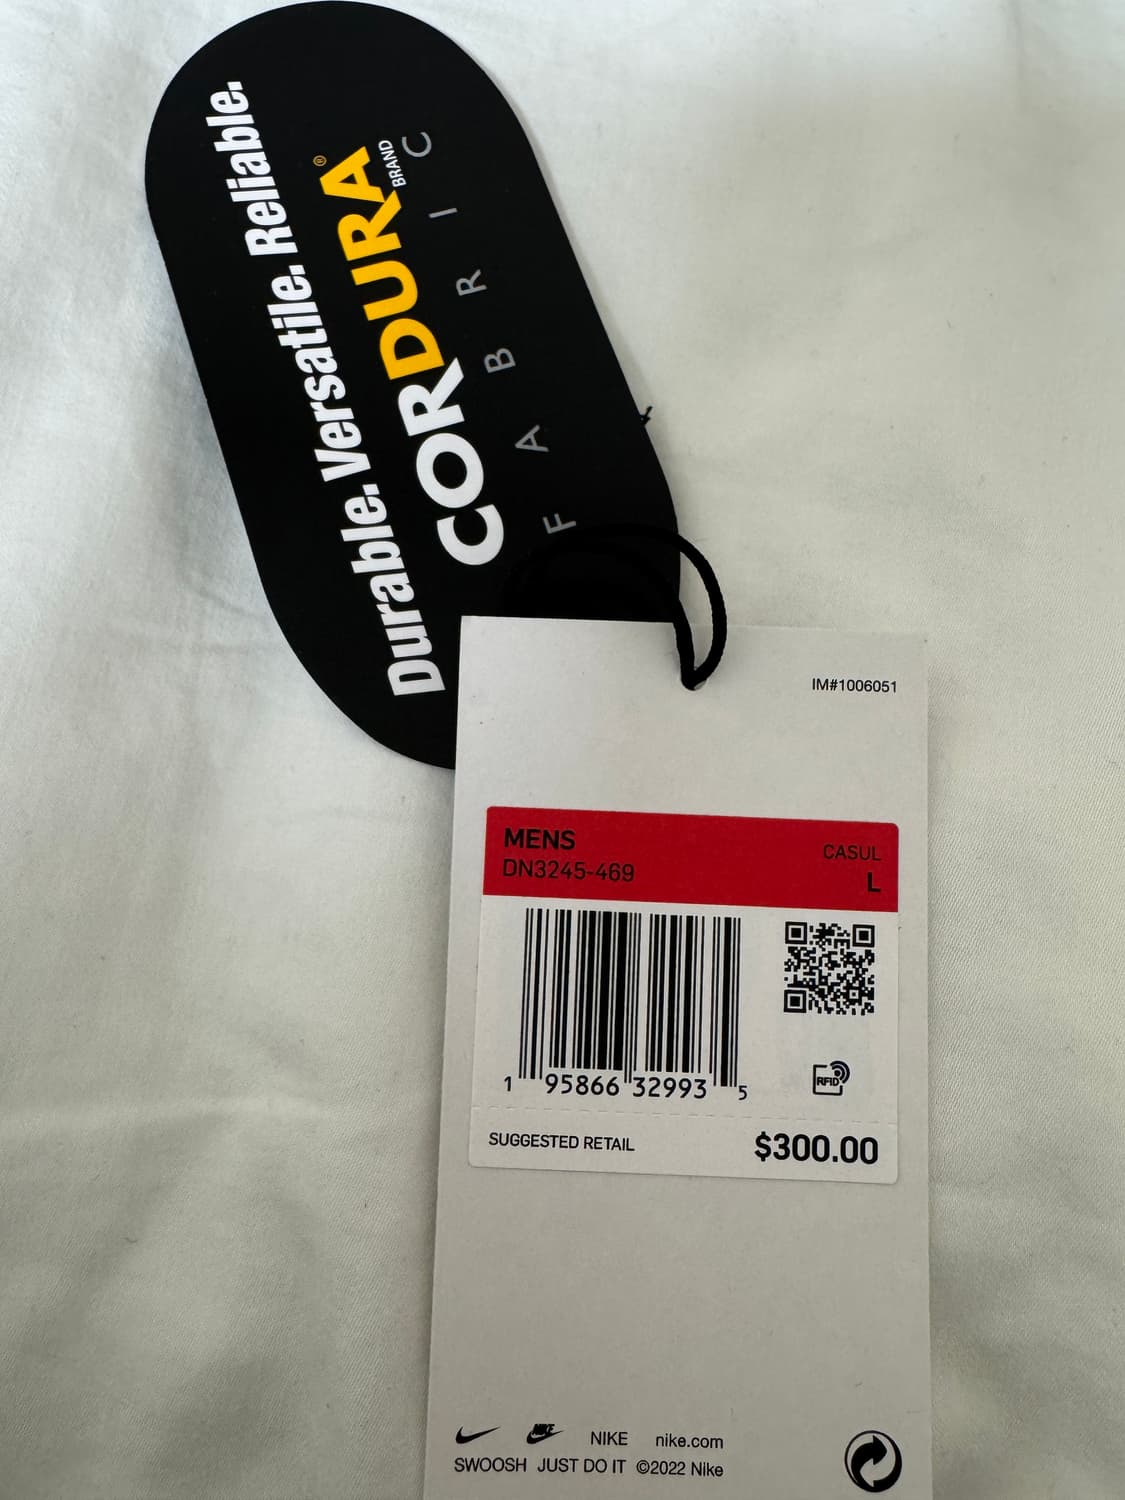 Durable. Versatile. Reliable.
CORDURA®
BRAND
FABRIC
IM#1006051
MENS
CASUL
DN3245-469
L
1 95866 32993 5
RFID
SUGGESTED RETAIL
$300.00
NIKE nike.com
SWOOSH JUST DO IT ©2022 Nike